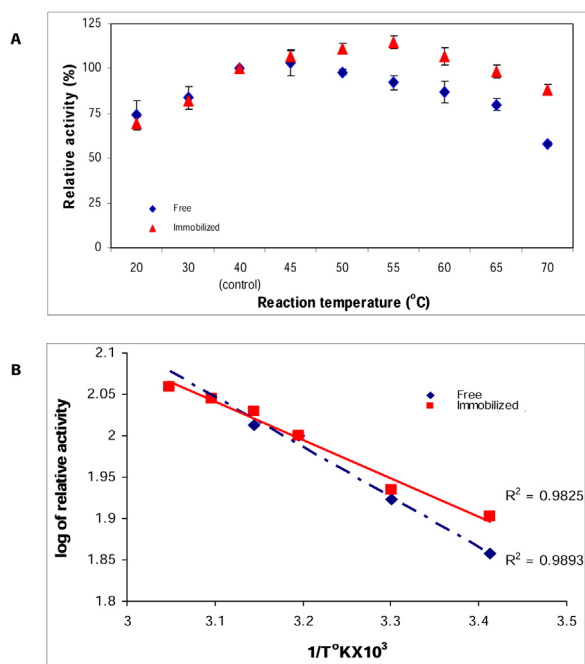 A
Relative activity (%)
125
100
75
50
25
0
Free
Immobilized
20 30 40 45 50 55 60 65 70
(control)
Reaction temperature (°C)
B
log of relative activity
2.1
2.05
2
1.95
1.9
1.85
1.8
Free
Immobilized
R² = 0.9825
R² = 0.9893
3 3.1 3.2 3.3 3.4 3.5
1/T°KX10³